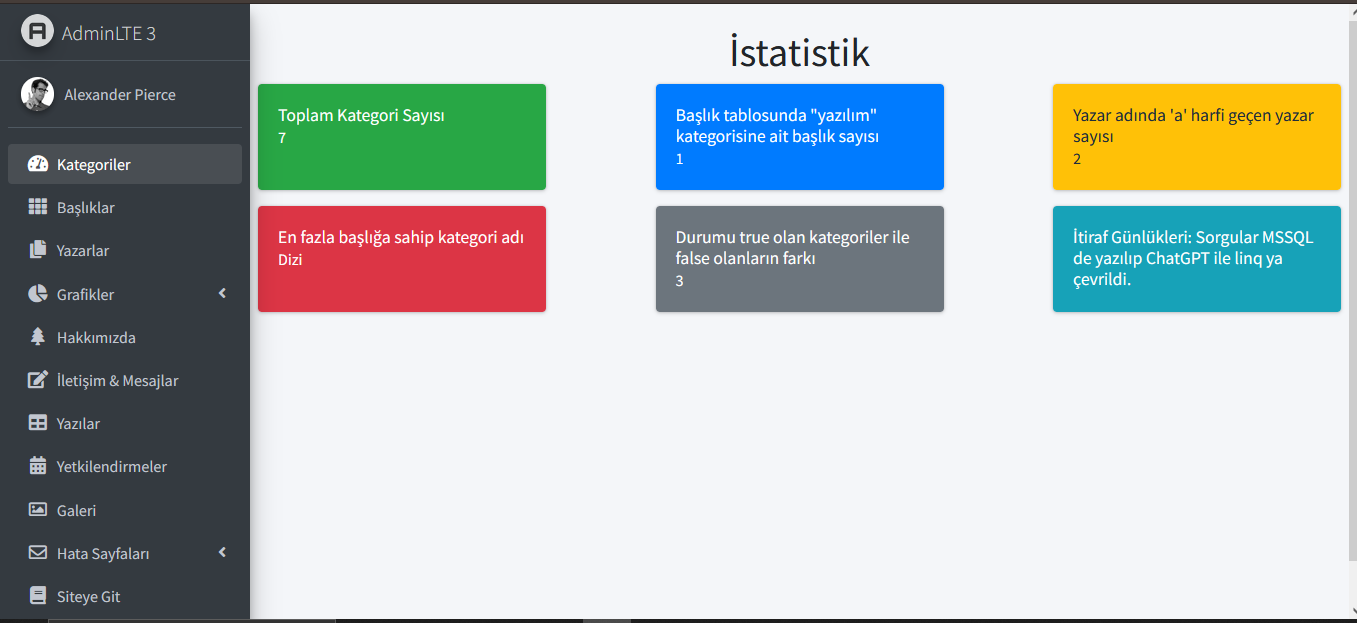 AdminLTE 3
Alexander Pierce
Kategoriler
Başlıklar
Yazarlar
Grafikler
Hakkımızda
İletişim & Mesajlar
Yazılar
Yetkilendirmeler
Galeri
Hata Sayfaları
Siteye Git
İstatistik
Toplam Kategori Sayısı
7
Başlık tablosunda "yazılım"
kategorisine ait başlık sayısı
1
Yazar adında 'a' harfi geçen yazar
sayısı
2
En fazla başlığa sahip kategori adı
Dizi
Durumu true olan kategoriler ile
false olanların farkı
3
İtiraf Günlükleri: Sorgular MSSQL
de yazılıp ChatGPT ile linq ya
çevrildi.